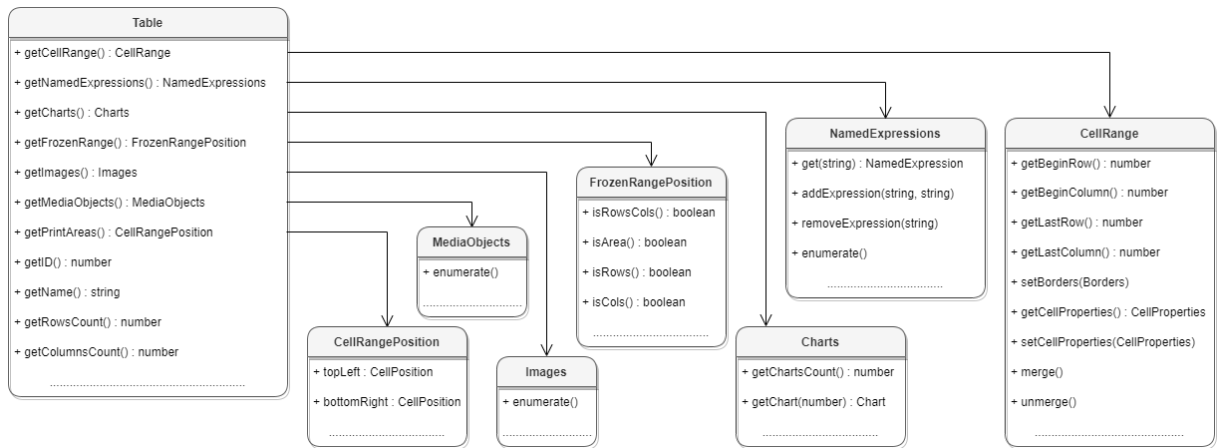 Table
+ getCellRange() : CellRange
+ getNamedExpressions() : NamedExpressions
+ getCharts() : Charts
+ getFrozenRange() : FrozenRangePosition
+ getImages() : Images
+ getMediaObjects() : MediaObjects
+ getPrintAreas() : CellRangePosition
+ getID() : number
+ getName() : string
+ getRowsCount() : number
+ getColumnsCount() : number
CellRangePosition
+ topLeft : CellPosition
+ bottomRight : CellPosition
MediaObjects
+ enumerate()
Images
+ enumerate()
FrozenRangePosition
+ isRowsCols() : boolean
+ isArea() : boolean
+ isRows() : boolean
+ isCols() : boolean
Charts
+ getChartsCount() : number
+ getChart(number) : Chart
NamedExpressions
+ get(string) : NamedExpression
+ addExpression(string, string)
+ removeExpression(string)
+ enumerate()
CellRange
+ getBeginRow() : number
+ getBeginColumn() : number
+ getLastRow() : number
+ getLastColumn() : number
+ setBorders(Borders)
+ getCellProperties() : CellProperties
+ setCellProperties(CellProperties)
+ merge()
+ unmerge()